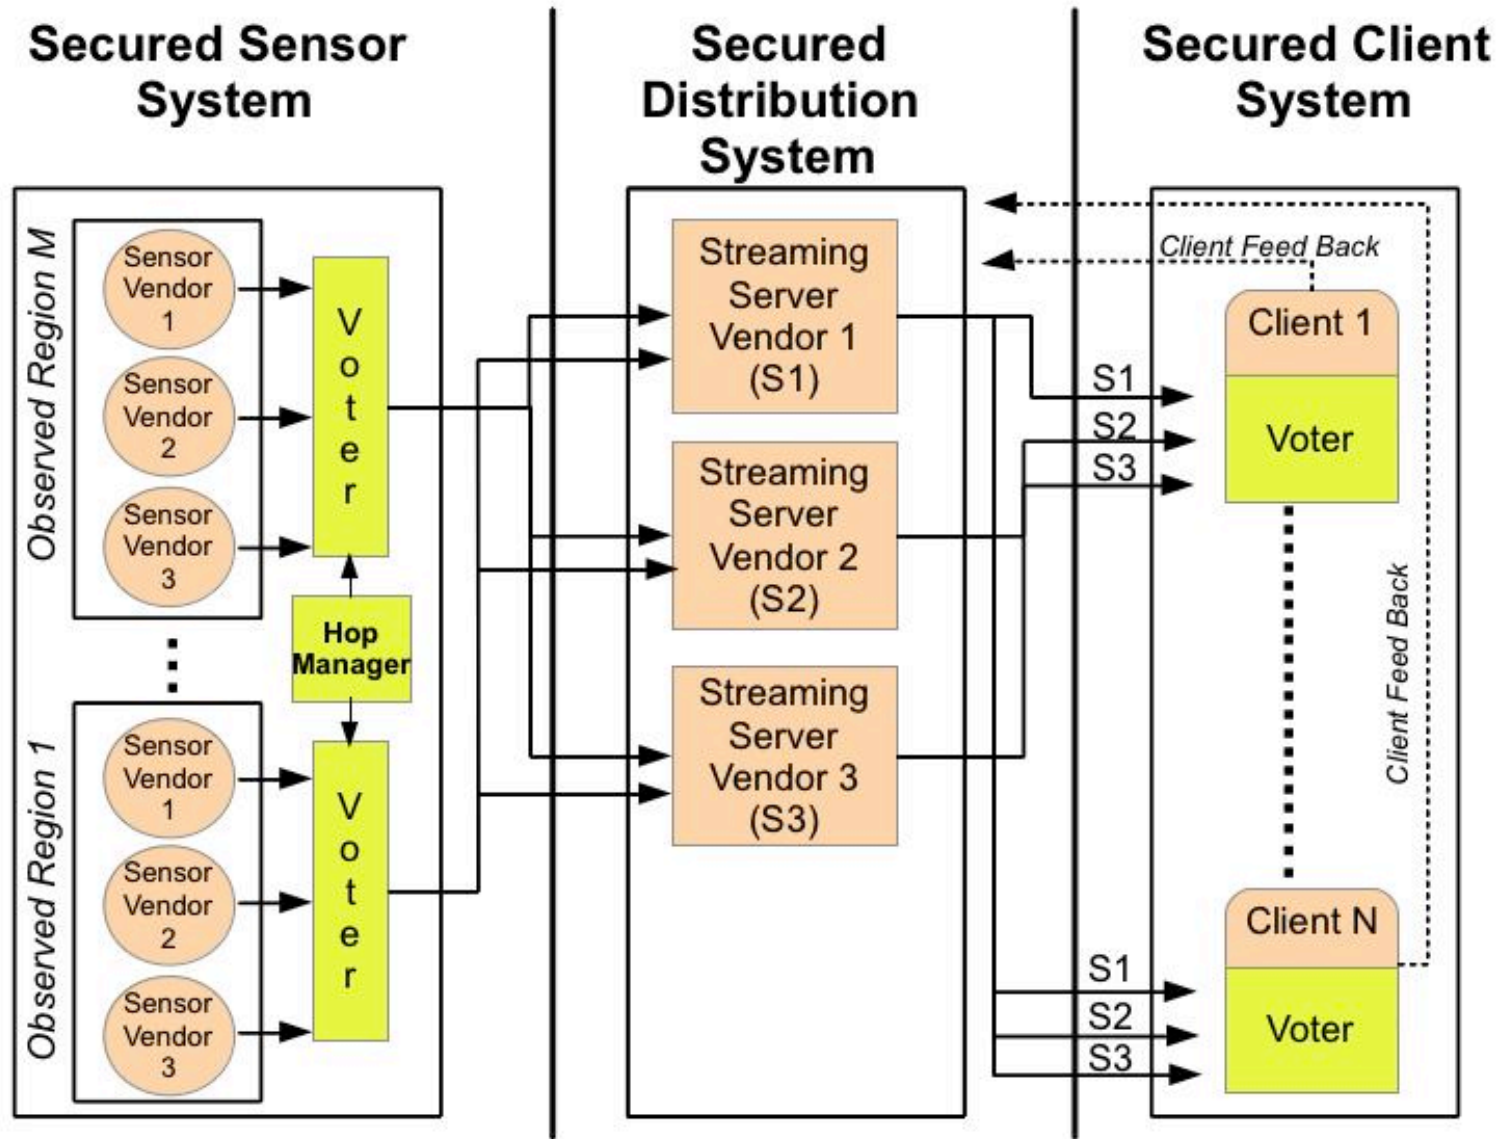 Secured Sensor
System
Secured
Distribution
System
Secured Client
System
Observed Region M
Sensor
Vendor
1
Sensor
Vendor
2
Sensor
Vendor
3
Voter
Hop
Manager
Observed Region 1
Sensor
Vendor
1
Sensor
Vendor
2
Sensor
Vendor
3
Voter
Streaming
Server
Vendor 1
(S1)
Streaming
Server
Vendor 2
(S2)
Streaming
Server
Vendor 3
(S3)
Client Feed Back
Client 1
S1
S2
S3
Voter
Client Feed Back
Client N
S1
S2
S3
Voter